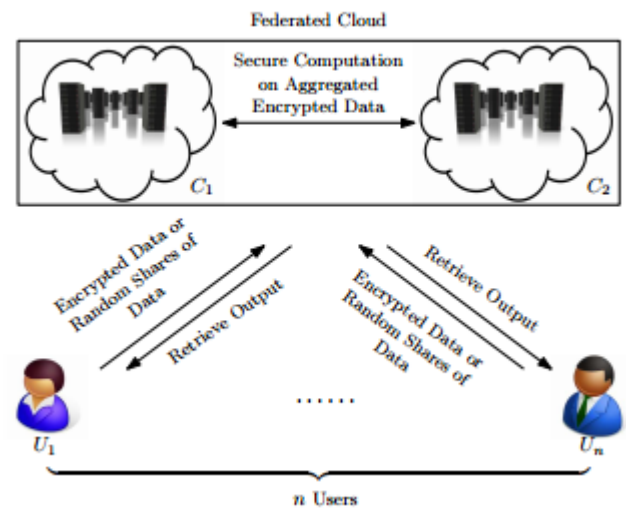 Federated Cloud
Secure Computation
on Aggregated
Encrypted Data
C1
C2
Encrypted Data or
Random Shares of
Data
Retrieve Output
Retrieve Output
Encrypted Data or
Random Shares of
Data
......
U1
Un
n Users